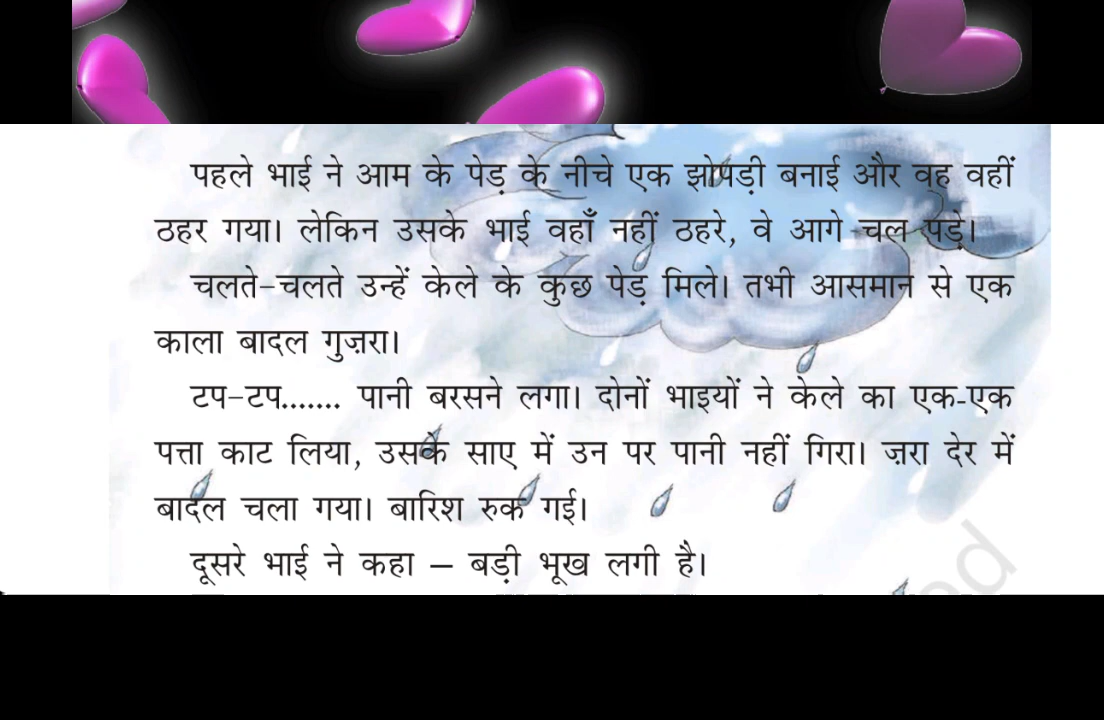 पहले भाई ने आम के पेड़ के नीचे एक झोपड़ी बनाई और वह वहीं
ठहर गया। लेकिन उसके भाई वहाँ नहीं ठहरे, वे आगे चल पड़े।
चलते-चलते उन्हें केले के कुछ पेड़ मिले। तभी आसमान से एक
काला बादल गुज़रा।
टप-टप....... पानी बरसने लगा। दोनों भाइयों ने केले का एक-एक
पत्ता काट लिया, उसके साए में उन पर पानी नहीं गिरा। ज़रा देर में
बादल चला गया। बारिश रुक गई।
दूसरे भाई ने कहा – बड़ी भूख लगी है।